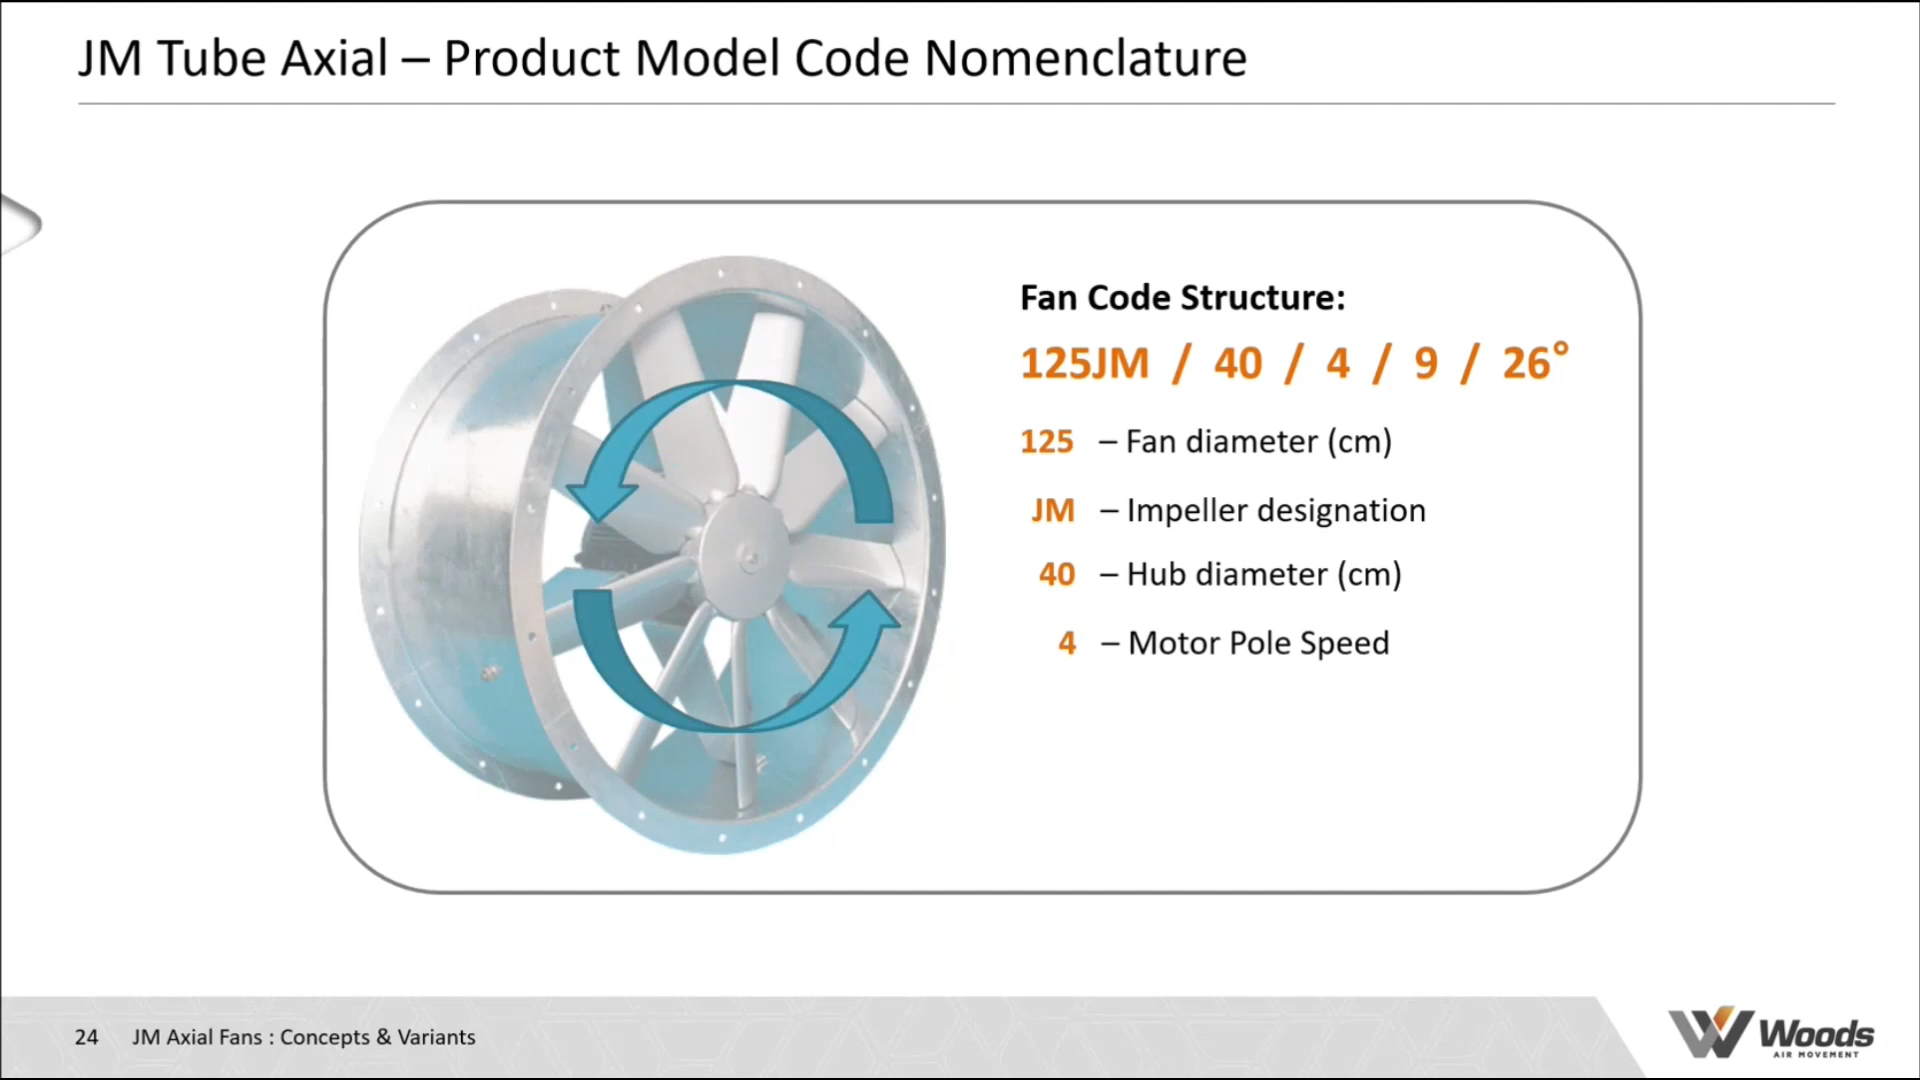 JM Tube Axial – Product Model Code Nomenclature
Fan Code Structure:
125JM / 40 / 4 / 9 / 26°
125 – Fan diameter (cm)
JM – Impeller designation
40 – Hub diameter (cm)
4 – Motor Pole Speed
24 JM Axial Fans : Concepts & Variants
Woods
AIR MOVEMENT